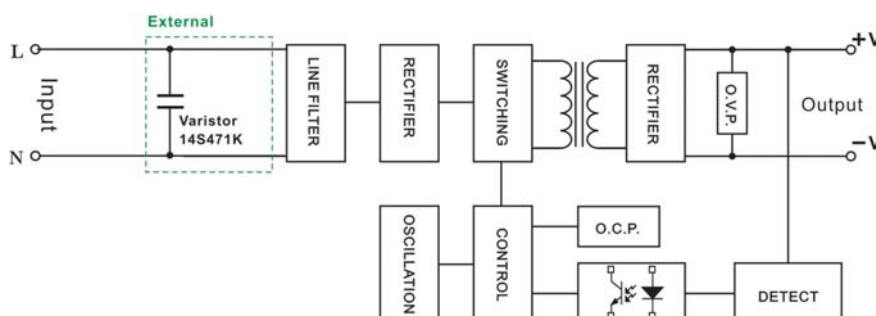 External
L
+V
Input
Varistor
14S471K
LINE FILTER
RECTIFIER
SWITCHING
RECTIFIER
O.V.P.
Output
N
−V
OSCILLATION
CONTROL
O.C.P.
DETECT